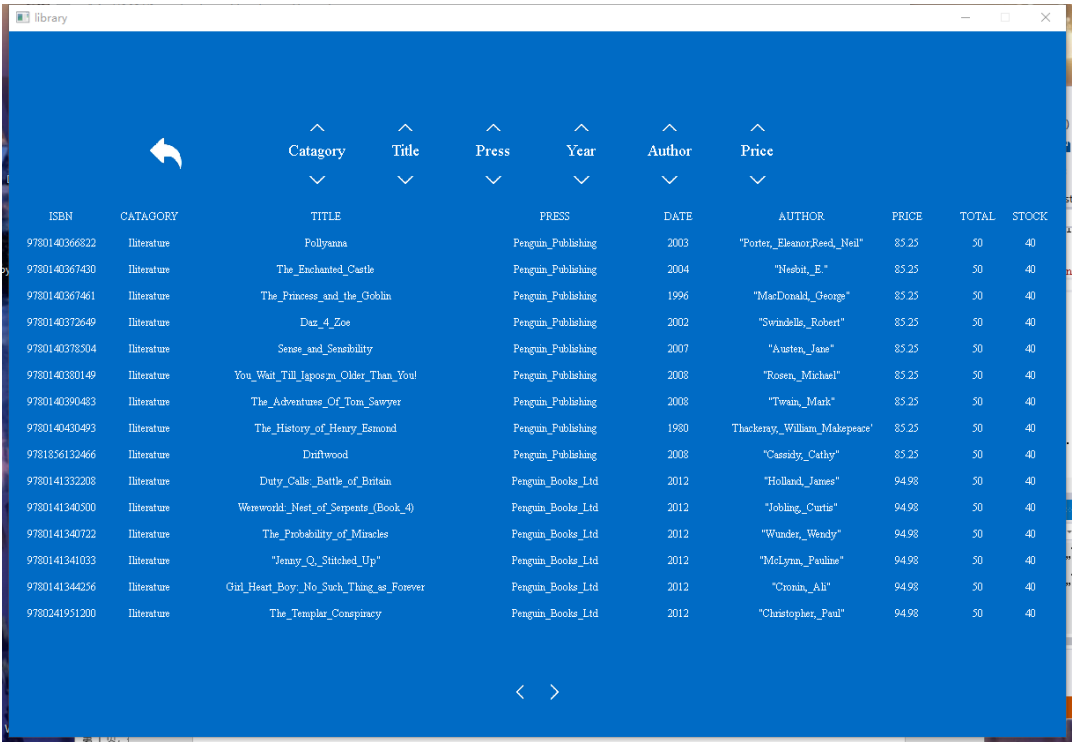 library
Catagory Title Press Year Author Price
ISBN CATAGORY TITLE PRESS DATE AUTHOR PRICE TOTAL STOCK
9780140366822 Iliterature Pollyanna Penguin_Publishing 2003 "Porter,_Eleanor;Reed,_Neil" 85.25 50 40
9780140367430 Iliterature The_Enchanted_Castle Penguin_Publishing 2004 "Nesbit,_E." 85.25 50 40
9780140367461 Iliterature The_Princess_and_the_Goblin Penguin_Publishing 1996 "MacDonald,_George" 85.25 50 40
9780140372649 Iliterature Daz_4_Zoe Penguin_Publishing 2002 "Swindells,_Robert" 85.25 50 40
9780140378504 Iliterature Sense_and_Sensibility Penguin_Publishing 2007 "Austen,_Jane" 85.25 50 40
9780140380149 Iliterature You_Wait_Till_I&apos;m_Older_Than_You! Penguin_Publishing 2008 "Rosen,_Michael" 85.25 50 40
9780140390483 Iliterature The_Adventures_Of_Tom_Sawyer Penguin_Publishing 2008 "Twain,_Mark" 85.25 50 40
9780140430493 Iliterature The_History_of_Henry_Esmond Penguin_Publishing 1980 Thackeray,_William_Makepeace' 85.25 50 40
9781856132466 Iliterature Driftwood Penguin_Publishing 2008 "Cassidy,_Cathy" 85.25 50 40
9780141332208 Iliterature Duty_Calls:_Battle_of_Britain Penguin_Books_Ltd 2012 "Holland,_James" 94.98 50 40
9780141340500 Iliterature Wereworld:_Nest_of_Serpents_(Book_4) Penguin_Books_Ltd 2012 "Jobling,_Curtis" 94.98 50 40
9780141340722 Iliterature The_Probability_of_Miracles Penguin_Books_Ltd 2012 "Wunder,_Wendy" 94.98 50 40
9780141341033 Iliterature "Jenny_Q,_Stitched_Up" Penguin_Books_Ltd 2012 "McLynn,_Pauline" 94.98 50 40
9780141344256 Iliterature Girl_Heart_Boy:_No_Such_Thing_as_Forever Penguin_Books_Ltd 2012 "Cronin,_Ali" 94.98 50 40
9780241951200 Iliterature The_Templar_Conspiracy Penguin_Books_Ltd 2012 "Christopher,_Paul" 94.98 50 40